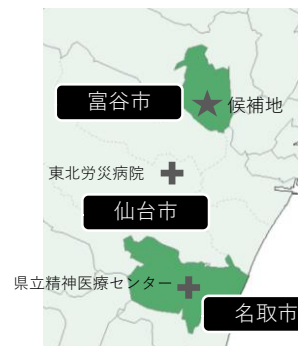 富谷市
候補地
東北労災病院
仙台市
県立精神医療センター
名取市